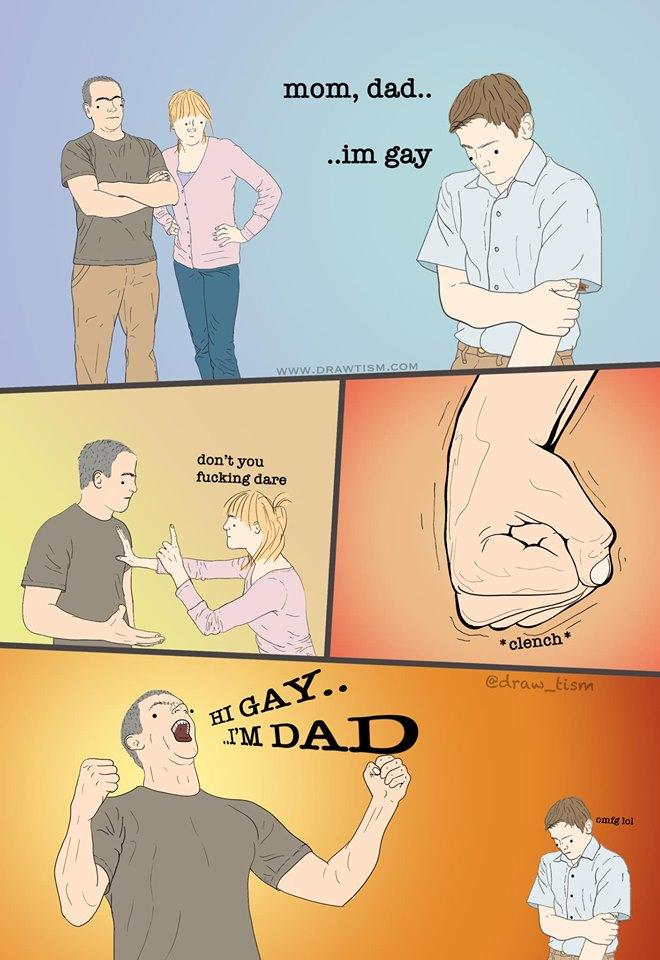 mom, dad..
..im gay
WWW.DRAWTISM.COM
don't you
fucking dare
*clench*
@draw_tism
HI GAY..
..I'M DAD
omfg lol